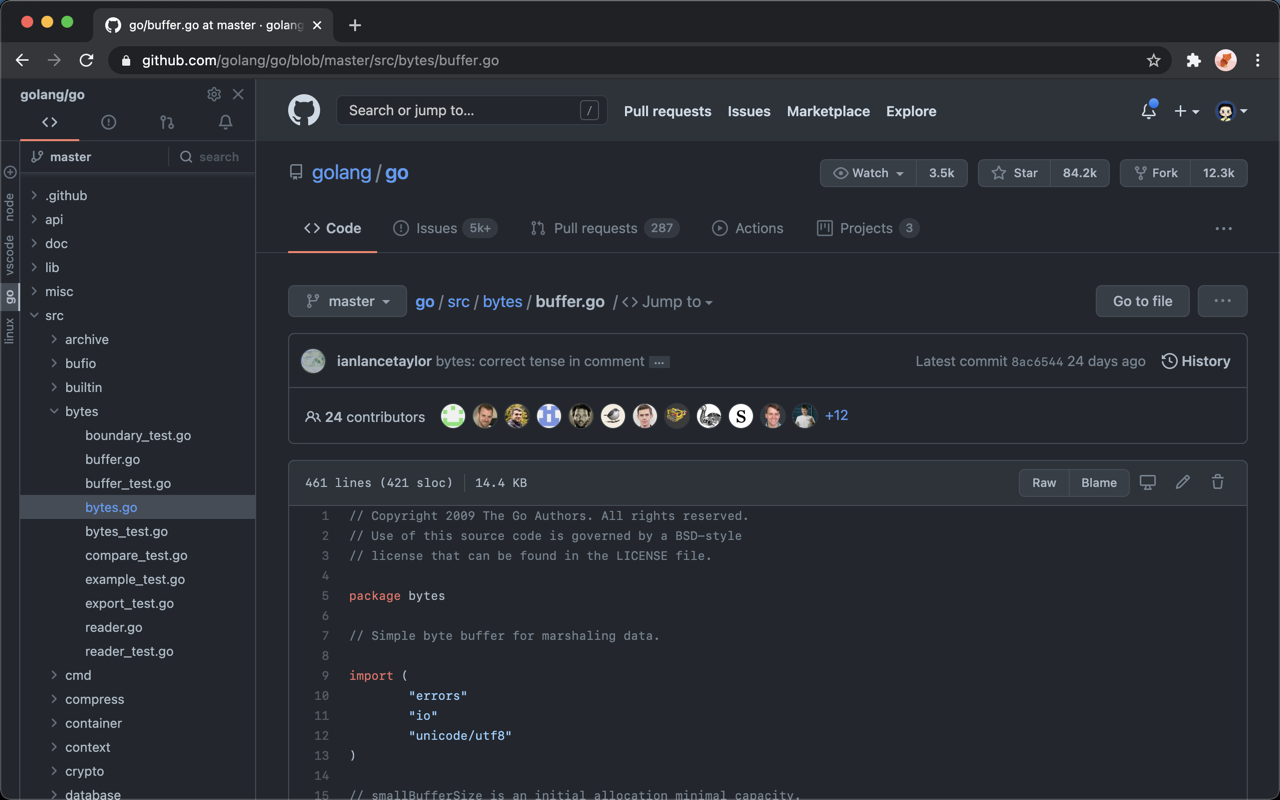 go/buffer.go at master · golang
github.com/golang/go/blob/master/src/bytes/buffer.go
golang/go
master
search
node
vscode
go
linux
.github
api
doc
lib
misc
src
archive
bufio
builtin
bytes
boundary_test.go
buffer.go
buffer_test.go
bytes.go
bytes_test.go
compare_test.go
example_test.go
export_test.go
reader.go
reader_test.go
cmd
compress
container
context
crypto
database
Search or jump to... /
Pull requests Issues Marketplace Explore
golang / go
Watch 3.5k Star 84.2k Fork 12.3k
Code Issues 5k+ Pull requests 287 Actions Projects 3 ...
master go / src / bytes / buffer.go / <> Jump to Go to file ...
ianlancetaylor bytes: correct tense in comment ... Latest commit 8ac6544 24 days ago History
24 contributors S +12
461 lines (421 sloc) 14.4 KB Raw Blame
1 // Copyright 2009 The Go Authors. All rights reserved.
2 // Use of this source code is governed by a BSD-style
3 // license that can be found in the LICENSE file.
4
5 package bytes
6
7 // Simple byte buffer for marshaling data.
8
9 import (
10 "errors"
11 "io"
12 "unicode/utf8"
13 )
14
15 // smallBufferSize is an initial allocation minimal capacity.